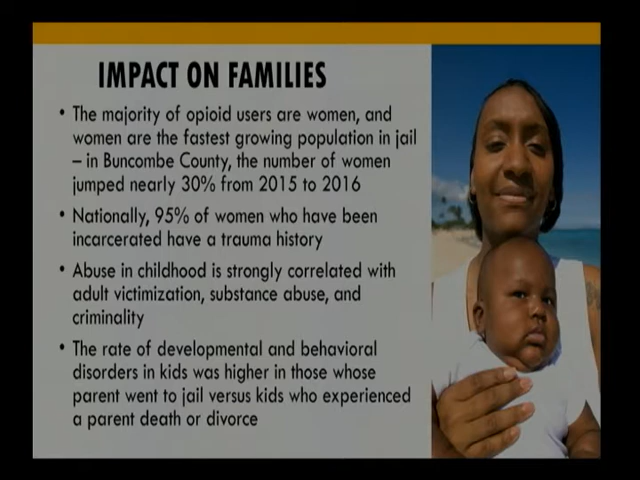 IMPACT ON FAMILIES
• The majority of opioid users are women, and
women are the fastest growing population in jail
– in Buncombe County, the number of women
jumped nearly 30% from 2015 to 2016
• Nationally, 95% of women who have been
incarcerated have a trauma history
• Abuse in childhood is strongly correlated with
adult victimization, substance abuse, and
criminality
• The rate of developmental and behavioral
disorders in kids was higher in those whose
parent went to jail versus kids who experienced
a parent death or divorce